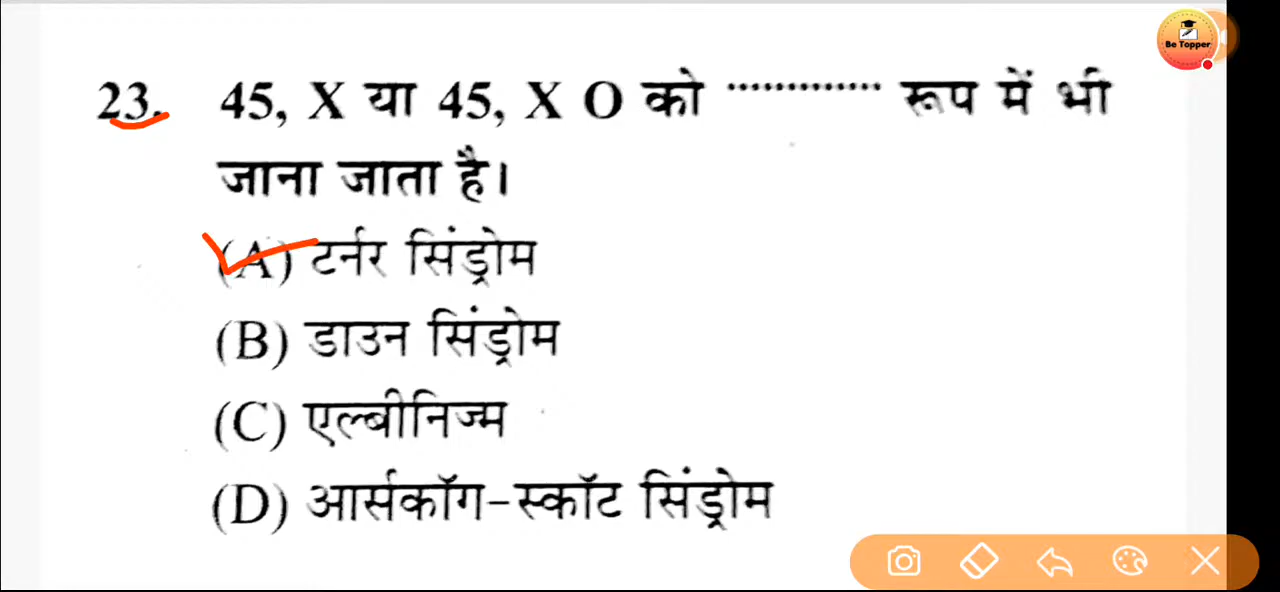 Be Topper
23. 45, X या 45, X O को ............. रूप में भी
जाना जाता है।
(A) टर्नर सिंड्रोम
(B) डाउन सिंड्रोम
(C) एल्बीनिज्म
(D) आर्सकॉग-स्कॉट सिंड्रोम